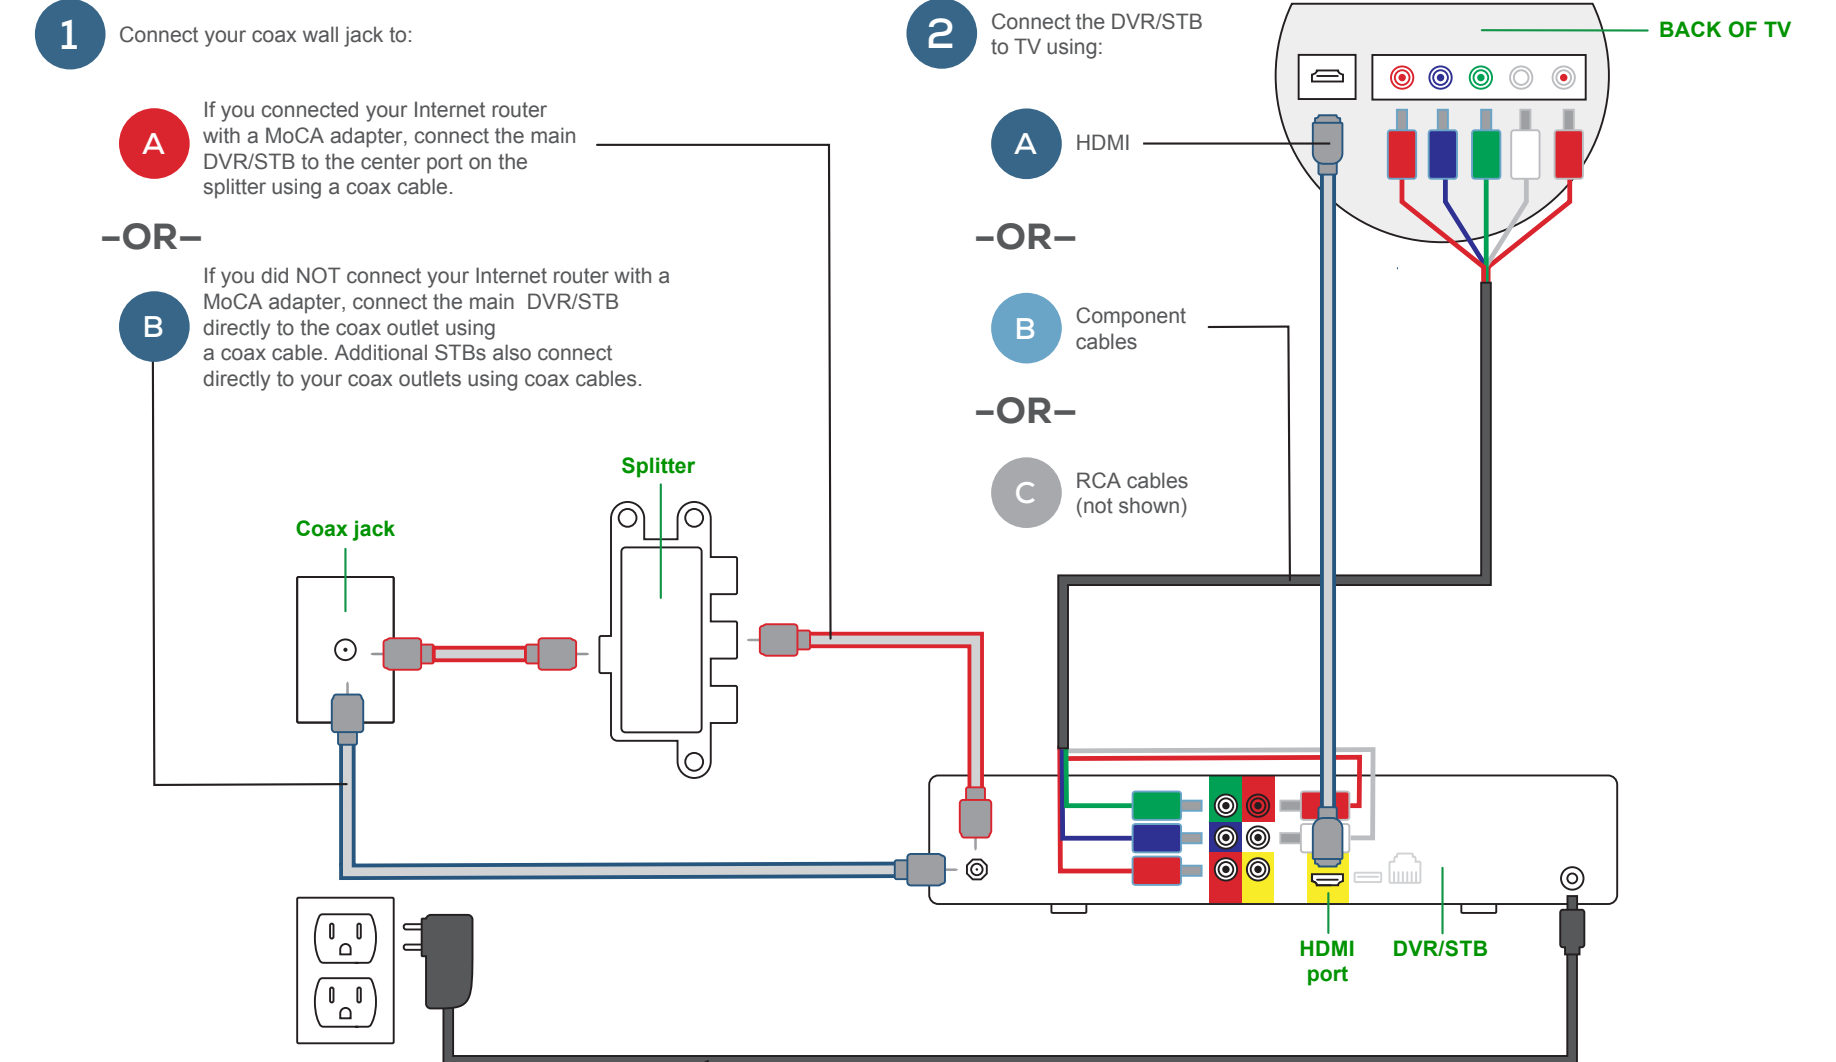 1
Connect your coax wall jack to:
A
If you connected your Internet router
with a MoCA adapter, connect the main
DVR/STB to the center port on the
splitter using a coax cable.
–OR–
B
If you did NOT connect your Internet router with a
MoCA adapter, connect the main  DVR/STB
directly to the coax outlet using
a coax cable. Additional STBs also connect
directly to your coax outlets using coax cables.
Splitter
Coax jack
2
Connect the DVR/STB
to TV using:
BACK OF TV
A
HDMI
–OR–
B
Component
cables
–OR–
C
RCA cables
(not shown)
HDMI
port
DVR/STB